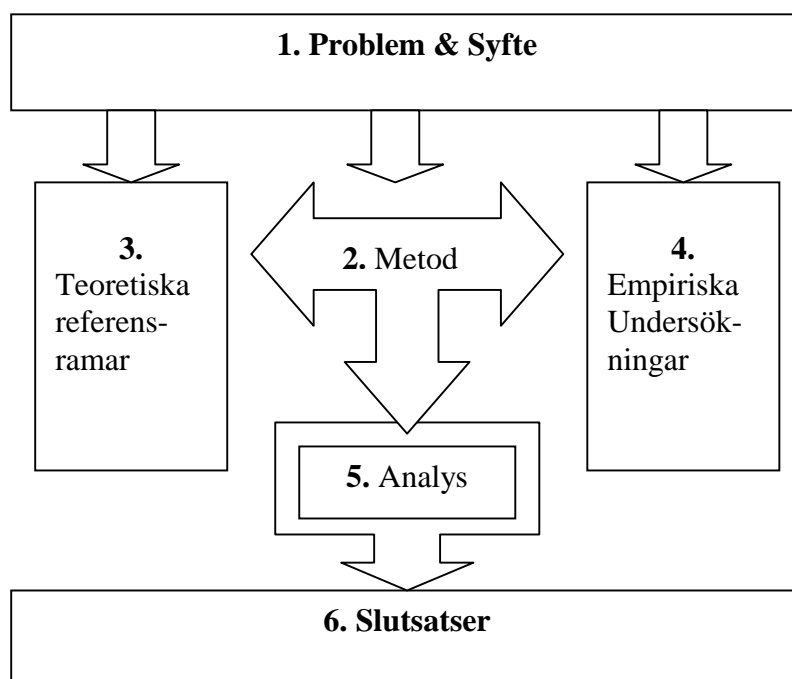 1. Problem & Syfte
2. Metod
3.
Teoretiska
referens-
ramar
4.
Empiriska
Undersök-
ningar
5. Analys
6. Slutsatser